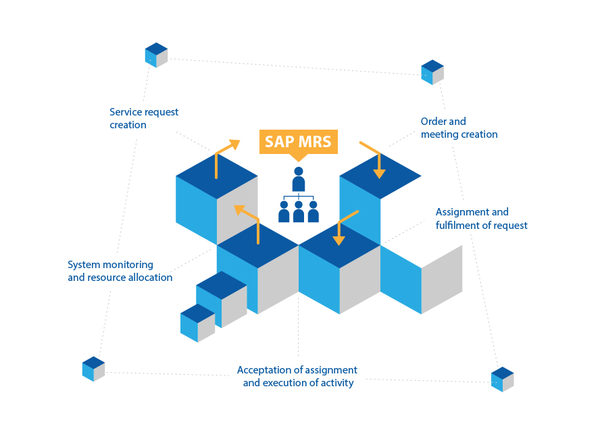 Service request
creation
SAP MRS
Order and
meeting creation
Assignment and
fulfilment of request
System monitoring
and resource allocation
Acceptation of assignment
and execution of activity